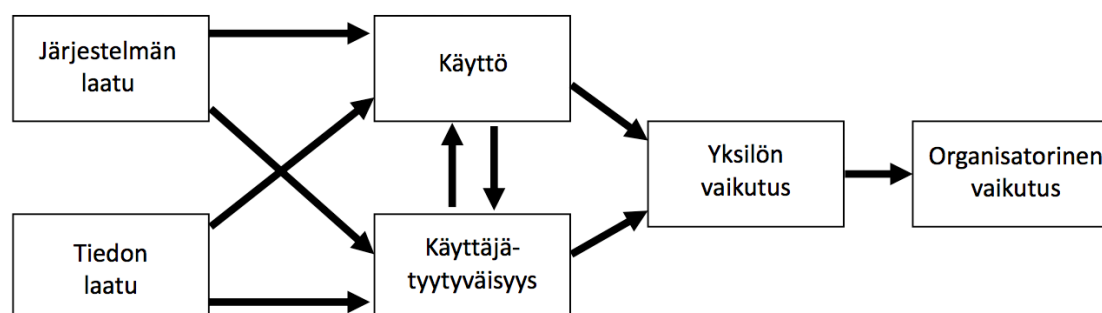 Järjestelmän
laatu
Käyttö
Yksilön
vaikutus
Organisatorinen
vaikutus
Tiedon
laatu
Käyttäjä-
tyytyväisyys